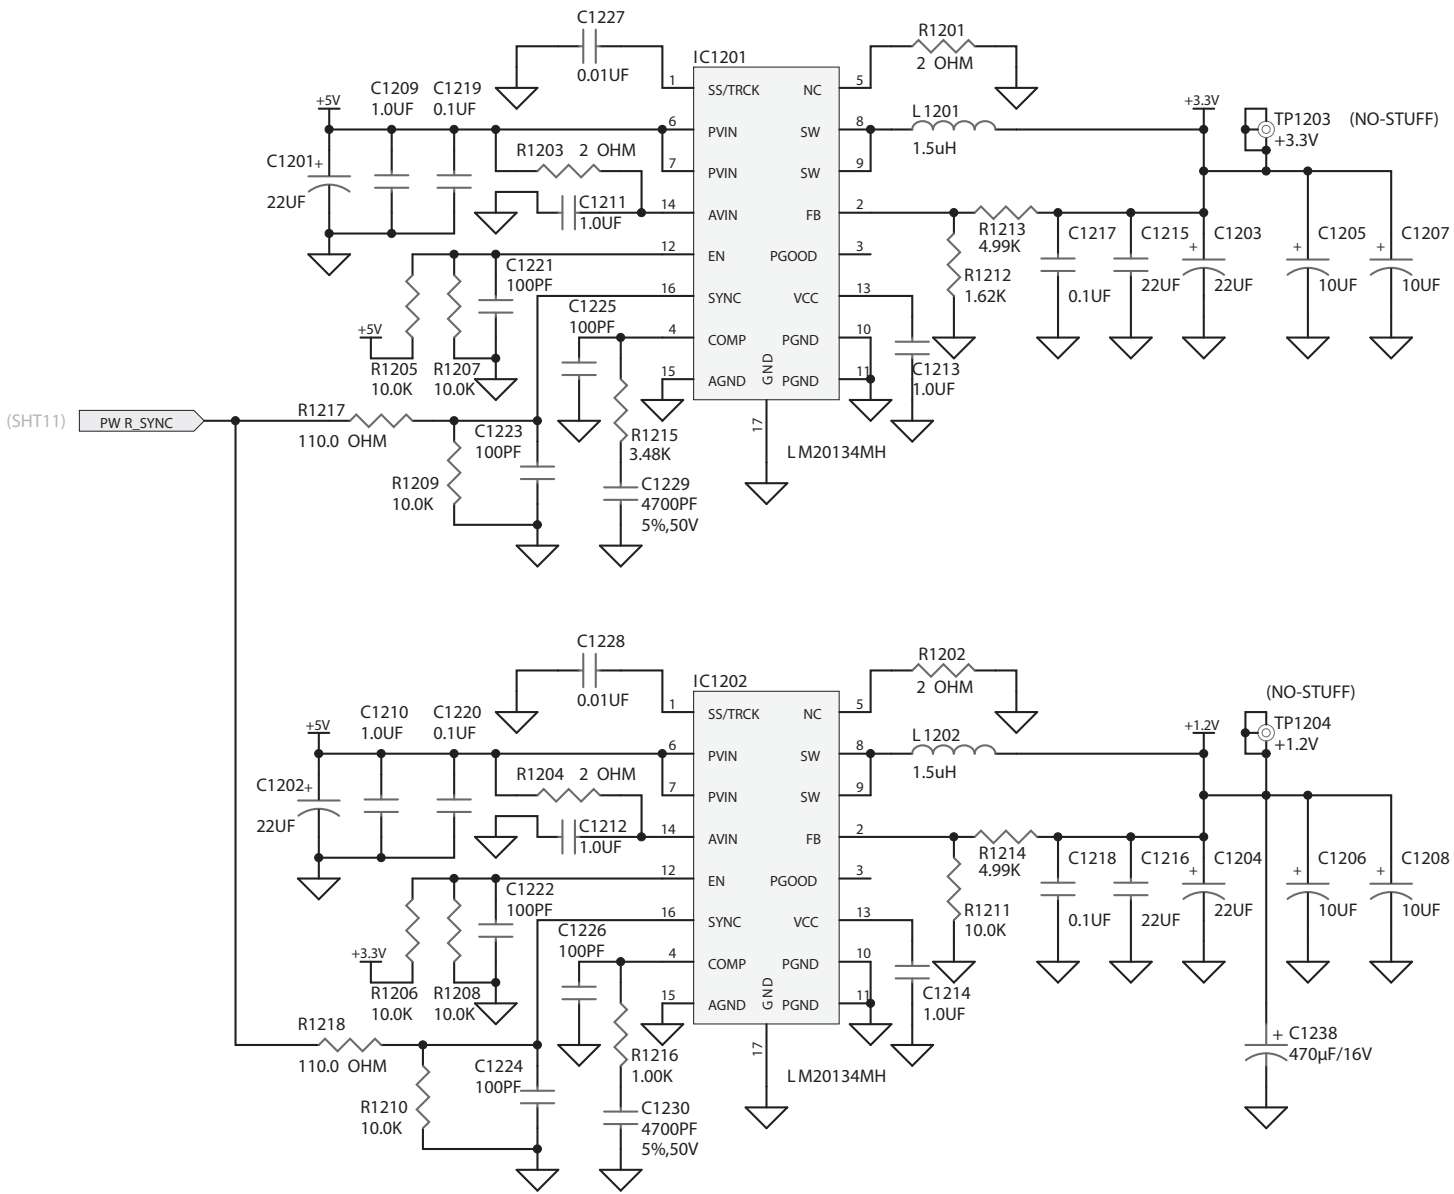 C1227
0.01UF
R1201
2 OHM
IC1201
1
SS/TRCK
NC
5
+5V
C1209
1.0UF
C1219
0.1UF
6
PVIN
SW
8
L1201
1.5uH
+3.3V
TP1203
+3.3V
(NO-STUFF)
C1201
+
22UF
R1203
2 OHM
7
PVIN
SW
9
C1211
1.0UF
14
AVIN
FB
2
R1213
4.99K
R1212
1.62K
C1217
0.1UF
C1215
22UF
C1203
+
22UF
C1205
+
10UF
C1207
+
10UF
12
EN
PGOOD
3
C1221
100PF
16
SYNC
VCC
13
C1225
100PF
4
COMP
PGND
10
+5V
R1205
10.0K
R1207
10.0K
15
AGND
GND
PGND
11
C1213
1.0UF
17
LM20134MH
(SHT11)
PWR_SYNC
R1217
110.0 OHM
C1223
100PF
R1215
3.48K
R1209
10.0K
C1229
4700PF
5%,50V
C1228
0.01UF
R1202
2 OHM
IC1202
1
SS/TRCK
NC
5
+5V
C1210
1.0UF
C1220
0.1UF
6
PVIN
SW
8
L1202
1.5uH
+1.2V
(NO-STUFF)
TP1204
+1.2V
C1202
+
22UF
R1204
2 OHM
7
PVIN
SW
9
C1212
1.0UF
14
AVIN
FB
2
R1214
4.99K
R1211
10.0K
C1218
0.1UF
C1216
22UF
C1204
+
22UF
C1206
+
10UF
C1208
+
10UF
12
EN
PGOOD
3
C1222
100PF
16
SYNC
VCC
13
C1226
100PF
4
COMP
PGND
10
+3.3V
R1206
10.0K
R1208
10.0K
15
AGND
GND
PGND
11
C1214
1.0UF
17
LM20134MH
R1218
110.0 OHM
C1224
100PF
R1216
1.00K
R1210
10.0K
C1230
4700PF
5%,50V
+
C1238
470μF/16V